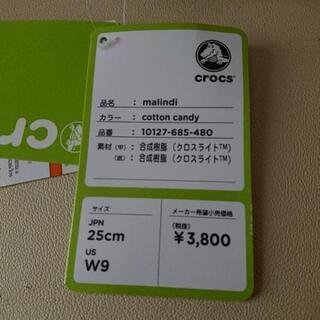 crocs™
品名 : malindi
カラー : cotton candy
品番 : 10127-685-480
素材 (甲) : 合成樹脂 (クロスライト™)
(底) : 合成樹脂 (クロスライト™)
サイズ
JPN
25cm
US
W9
メーカー希望小売価格
(税抜)
¥3,800